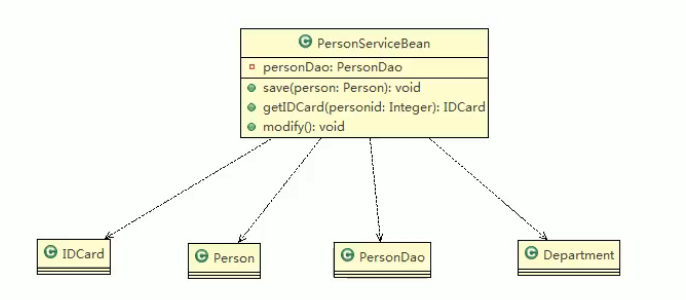 PersonServiceBean
personDao: PersonDao
save(person: Person): void
getIDCard(personid: Integer): IDCard
modify(): void
IDCard
Person
PersonDao
Department